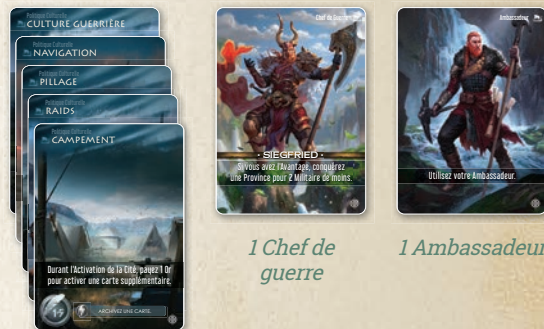 Politique Culturelle
CULTURE GUERRIÈRE
Politique Culturelle
NAVIGATION
Politique Culturelle
PILLAGE
Politique Culturelle
RAIDS
Politique Culturelle
CAMPEMENT
Durant l'Activation de la Cité, payez 1 Or
pour activer une carte supplémentaire.
1-5
ARCHIVEZ UNE CARTE.
Chef de Guerre
• SIEGFRIED •
Si vous avez l'Avantage, conquérez
une Province pour 2 Militaire de moins.
1 Chef de
guerre
Ambassadeur
Utilisez votre Ambassadeur.
1 Ambassadeur